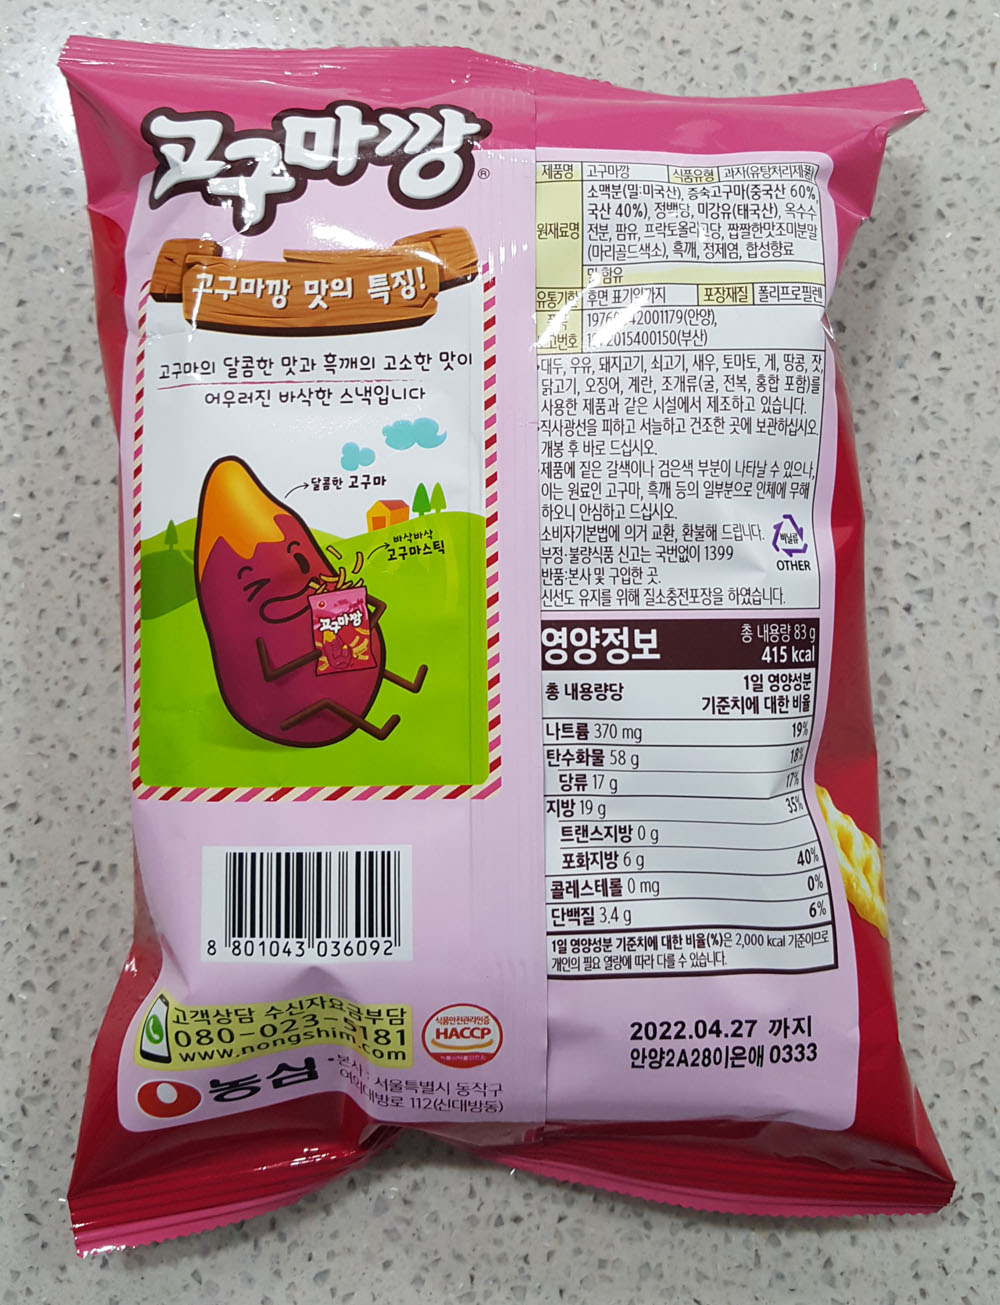 고구마깡
®
고구마깡 맛의 특징!
고구마의 달콤한 맛과 흑깨의 고소한 맛이
어우러진 바삭한 스낵입니다
달콤한 고구마
바삭바삭
고구마스틱
고구마깡
8 801043 036092
고객상담 수신자요금부담
080-023-5181
www.nongshim.com
식품안전관리인증
HACCP
농심
본사: 서울특별시 동작구
여의대방로 112(신대방동)
제품명 고구마깡 식품유형 과자(유탕처리제품)
원재료명
소맥분(밀:미국산), 증숙고구마(중국산 60%,
국산 40%), 정백당, 미강유(태국산), 옥수수
전분, 팜유, 프락토올리고당, 짭짤한맛조미분말
(마리골드색소), 흑깨, 정제염, 합성향료
밀 함유
유통기한 후면 표기일까지 포장재질 폴리프로필렌
42001179(안양),
2015400150(부산)
대두, 우유, 돼지고기, 쇠고기, 새우, 토마토, 게, 땅콩, 잣,
닭고기, 오징어, 계란, 조개류(굴, 전복, 홍합 포함)를
사용한 제품과 같은 시설에서 제조하고 있습니다.
직사광선을 피하고 서늘하고 건조한 곳에 보관하십시오.
개봉 후 바로 드십시오.
제품에 짙은 갈색이나 검은색 부분이 나타날 수 있으나,
이는 원료인 고구마, 흑깨 등의 일부분으로 인체에 무해
하오니 안심하고 드십시오.
소비자기본법에 의거 교환, 환불해 드립니다.
부정·불량식품 신고는 국번없이 1399
반품:본사 및 구입한 곳.
신선도 유지를 위해 질소충전포장을 하였습니다.
비닐류
OTHER
영양정보
총 내용량 83 g
415 kcal
총 내용량당
1일 영양성분
기준치에 대한 비율
나트륨 370 mg 19%
탄수화물 58 g 18%
당류 17 g 17%
지방 19 g 35%
트랜스지방 0 g
포화지방 6 g 40%
콜레스테롤 0 mg 0%
단백질 3.4 g 6%
1일 영양성분 기준치에 대한 비율(%)은 2,000 kcal 기준이므로
개인의 필요 열량에 따라 다를 수 있습니다.
2022.04.27 까지
안양2A28이은애 0333